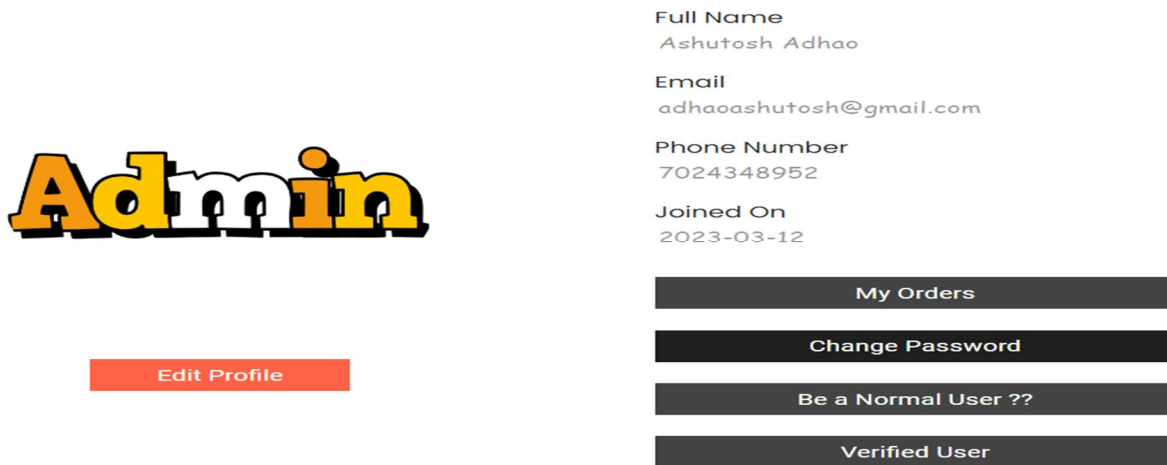 Admin
Edit Profile
Full Name
Ashutosh Adhao
Email
adhaoashutosh@gmail.com
Phone Number
7024348952
Joined On
2023-03-12
My Orders
Change Password
Be a Normal User ??
Verified User